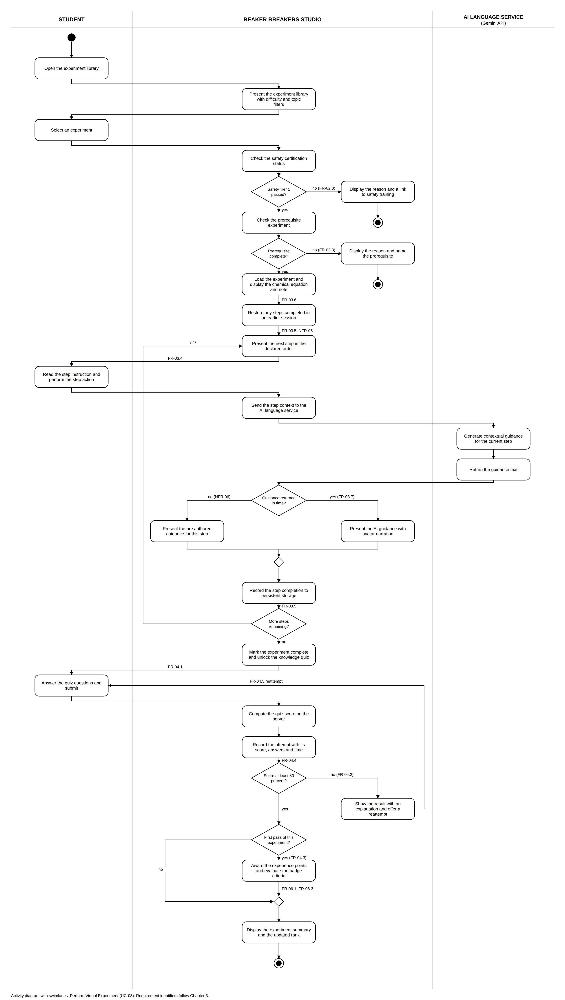 STUDENT
BEAKER BREAKERS STUDIO
AI LANGUAGE SERVICE
(Gemini API)
Open the experiment library
Present the experiment library
with difficulty and topic
filters
Select an experiment
Check the safety certification
status
Safety Tier 1
passed?
no (FR-02.3)
Display the reason and a link
to safety training
yes
Check the prerequisite
experiment
Prerequisite
complete?
no (FR-03.3)
Display the reason and name
the prerequisite
yes
Load the experiment and
display the chemical equation
and note
FR-03.6
Restore any steps completed in
an earlier session
FR-03.5, NFR-05
yes
Present the next step in the
declared order
FR-03.4
Read the step instruction and
perform the step action
Send the step context to the
AI language service
Generate contextual guidance
for the current step
Return the guidance text
Guidance returned
in time?
no (NFR-06)
yes (FR-03.7)
Present the pre authored
guidance for this step
Present the AI guidance with
avatar narration
Record the step completion to
persistent storage
FR-03.5
More steps
remaining?
no
Mark the experiment complete
and unlock the knowledge quiz
FR-04.1
Answer the quiz questions and
submit
FR-04.5 reattempt
Compute the quiz score on the
server
Record the attempt with its
score, answers and time
FR-04.4
Score at least 80
percent?
no (FR-04.2)
Show the result with an
explanation and offer a
reattempt
yes
First pass of this
experiment?
yes (FR-04.3)
no
Award the experience points
and evaluate the badge
criteria
FR-06.1, FR-06.3
Display the experiment summary
and the updated rank
Activity diagram with swimlanes: Perform Virtual Experiment (UC-03). Requirement identifiers follow Chapter 3.